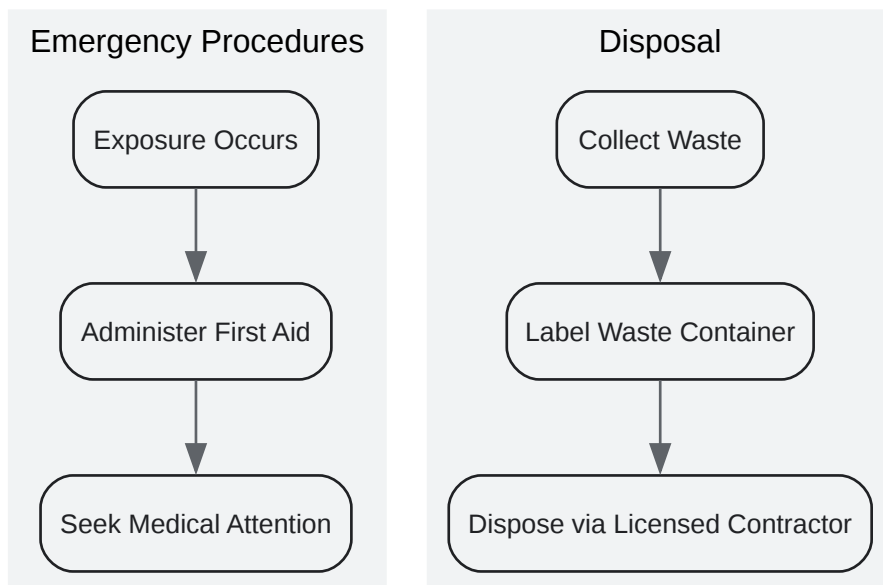 Emergency Procedures
Exposure Occurs
Administer First Aid
Seek Medical Attention
Disposal
Collect Waste
Label Waste Container
Dispose via Licensed Contractor